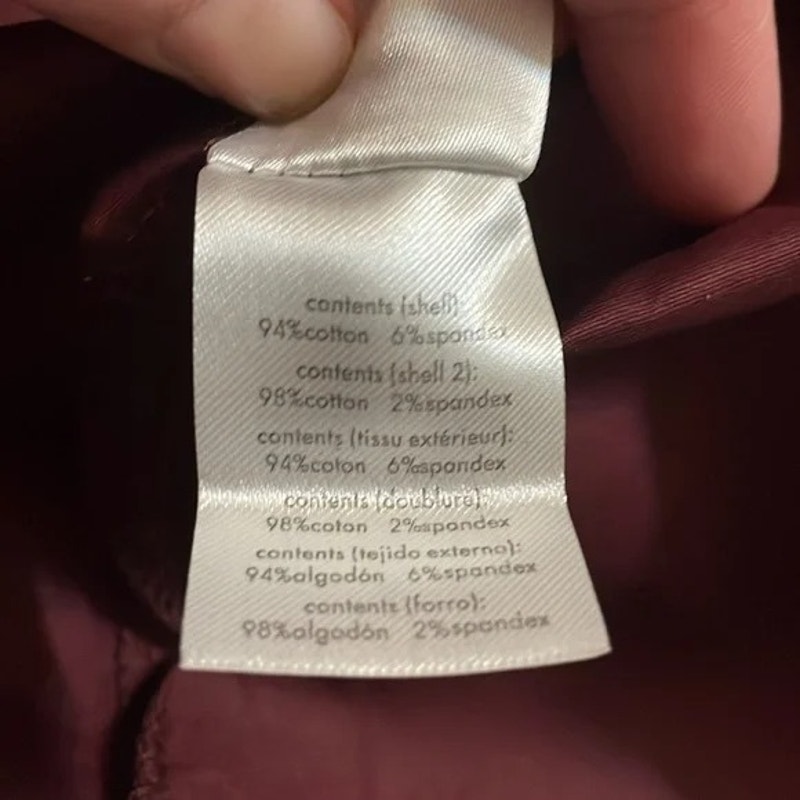 contents (shell)
94%cotton 6%spandex
contents (shell 2):
98%cotton 2%spandex
contents (tissu extérieur):
94%coton 6%spandex
contents (doublure):
98%coton 2%spandex
contents (tejido externo):
94%algodón 6%spandex
contents (forro):
98%algodón 2%spandex